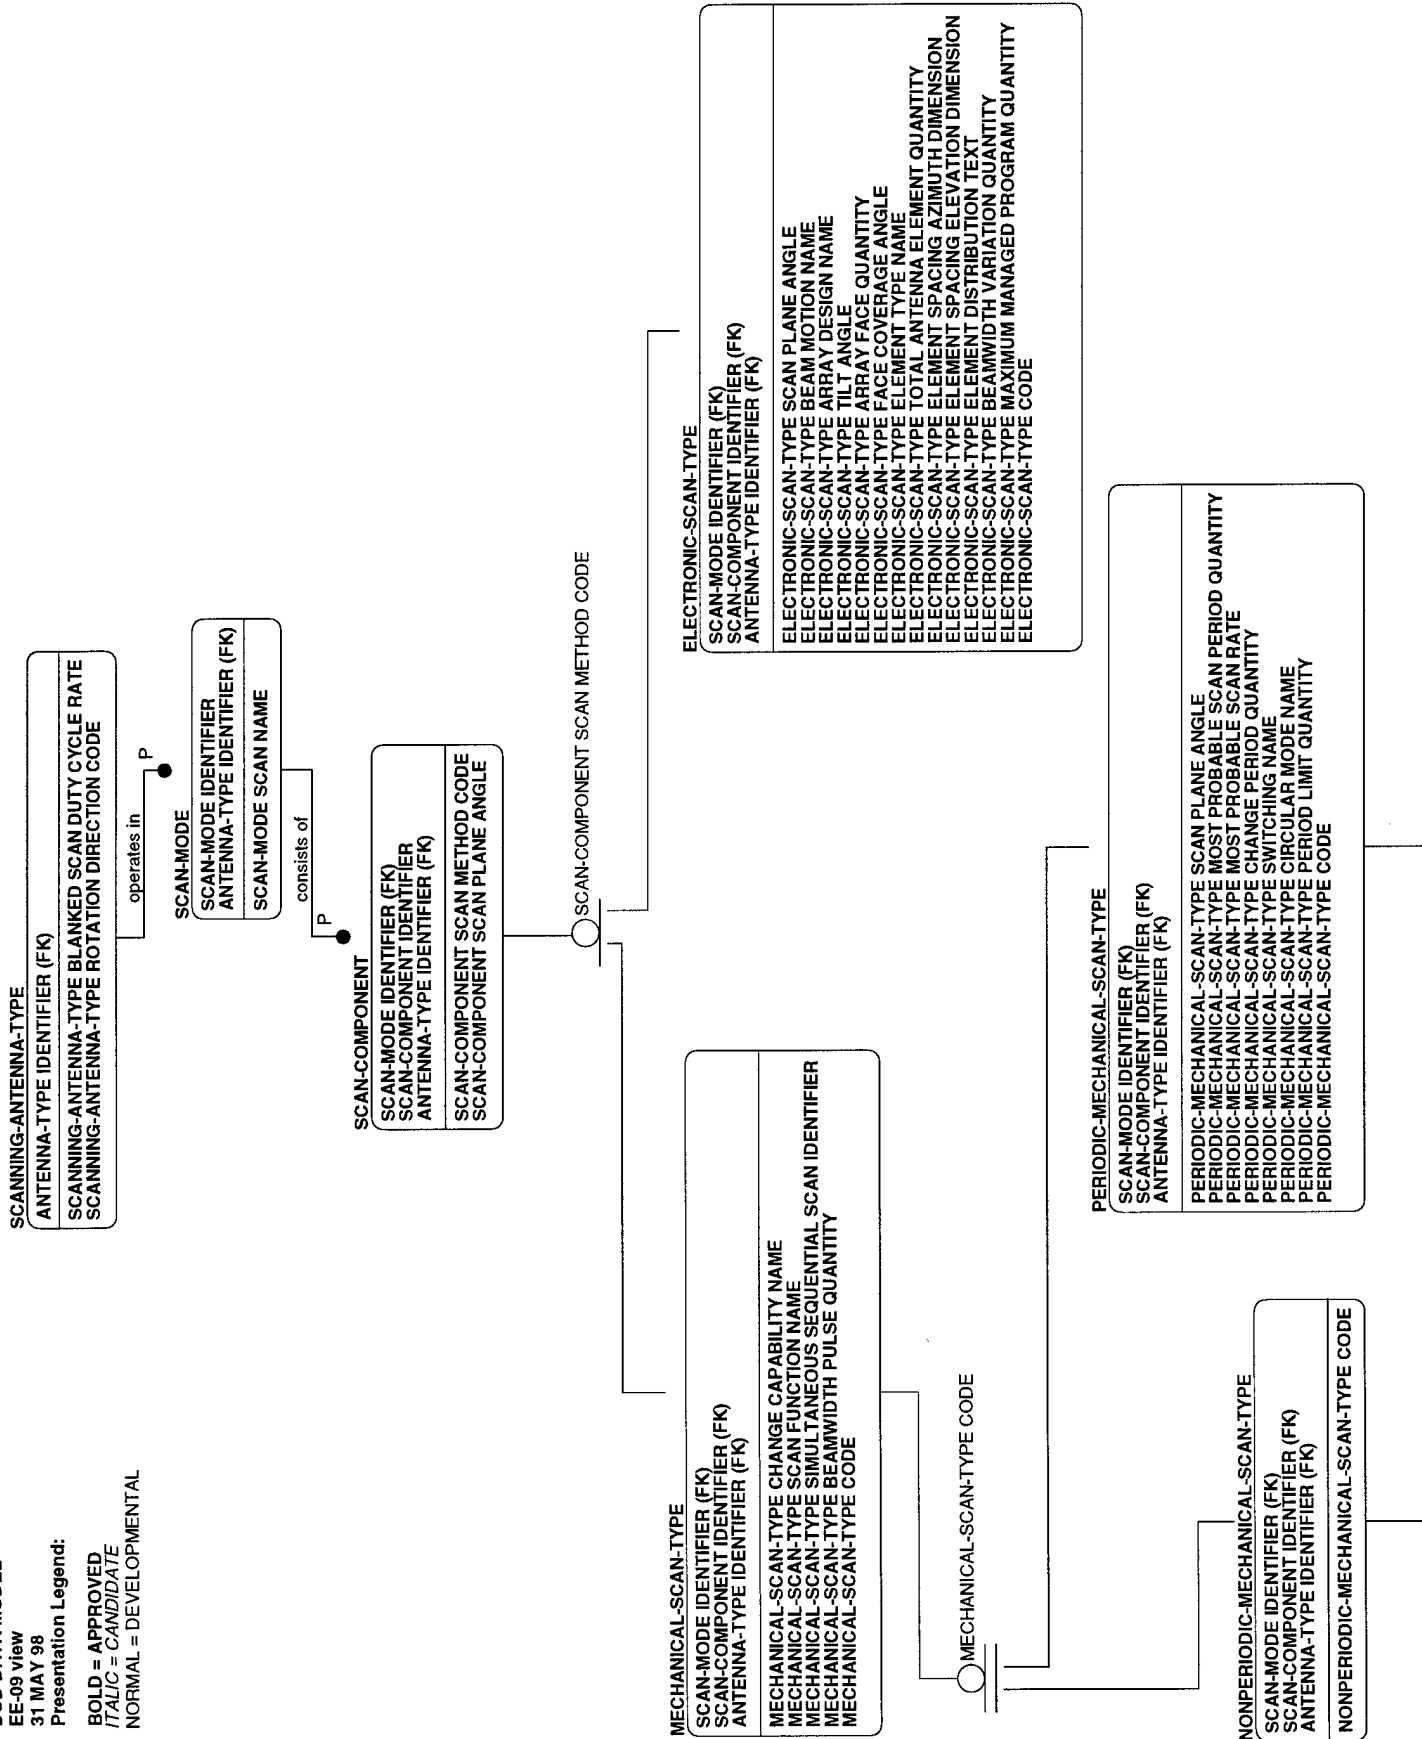 EE-09 view
31 MAY 98
Presentation Legend:
BOLD = APPROVED
ITALIC = CANDIDATE
NORMAL = DEVELOPMENTAL
SCANNING-ANTENNA-TYPE
ANTENNA-TYPE IDENTIFIER (FK)
SCANNING-ANTENNA-TYPE BLANKED SCAN DUTY CYCLE RATE
SCANNING-ANTENNA-TYPE ROTATION DIRECTION CODE
operates in
P
SCAN-MODE
SCAN-MODE IDENTIFIER
ANTENNA-TYPE IDENTIFIER (FK)
SCAN-MODE SCAN NAME
consists of
P
SCAN-COMPONENT
SCAN-MODE IDENTIFIER (FK)
SCAN-COMPONENT IDENTIFIER
ANTENNA-TYPE IDENTIFIER (FK)
SCAN-COMPONENT SCAN METHOD CODE
SCAN-COMPONENT SCAN PLANE ANGLE
SCAN-COMPONENT SCAN METHOD CODE
MECHANICAL-SCAN-TYPE
SCAN-MODE IDENTIFIER (FK)
SCAN-COMPONENT IDENTIFIER (FK)
ANTENNA-TYPE IDENTIFIER (FK)
MECHANICAL-SCAN-TYPE CHANGE CAPABILITY NAME
MECHANICAL-SCAN-TYPE SCAN FUNCTION NAME
MECHANICAL-SCAN-TYPE SIMULTANEOUS SEQUENTIAL SCAN IDENTIFIER
MECHANICAL-SCAN-TYPE BEAMWIDTH PULSE QUANTITY
MECHANICAL-SCAN-TYPE CODE
ELECTRONIC-SCAN-TYPE
SCAN-MODE IDENTIFIER (FK)
SCAN-COMPONENT IDENTIFIER (FK)
ANTENNA-TYPE IDENTIFIER (FK)
ELECTRONIC-SCAN-TYPE SCAN PLANE ANGLE
ELECTRONIC-SCAN-TYPE BEAM MOTION NAME
ELECTRONIC-SCAN-TYPE ARRAY DESIGN NAME
ELECTRONIC-SCAN-TYPE TILT ANGLE
ELECTRONIC-SCAN-TYPE ARRAY FACE QUANTITY
ELECTRONIC-SCAN-TYPE FACE COVERAGE ANGLE
ELECTRONIC-SCAN-TYPE ELEMENT TYPE NAME
ELECTRONIC-SCAN-TYPE TOTAL ANTENNA ELEMENT QUANTITY
ELECTRONIC-SCAN-TYPE ELEMENT SPACING AZIMUTH DIMENSION
ELECTRONIC-SCAN-TYPE ELEMENT SPACING ELEVATION DIMENSION
ELECTRONIC-SCAN-TYPE ELEMENT DISTRIBUTION TEXT
ELECTRONIC-SCAN-TYPE BEAMWIDTH VARIATION QUANTITY
ELECTRONIC-SCAN-TYPE MAXIMUM MANAGED PROGRAM QUANTITY
ELECTRONIC-SCAN-TYPE CODE
MECHANICAL-SCAN-TYPE CODE
NONPERIODIC-MECHANICAL-SCAN-TYPE
SCAN-MODE IDENTIFIER (FK)
SCAN-COMPONENT IDENTIFIER (FK)
ANTENNA-TYPE IDENTIFIER (FK)
NONPERIODIC-MECHANICAL-SCAN-TYPE CODE
PERIODIC-MECHANICAL-SCAN-TYPE
SCAN-MODE IDENTIFIER (FK)
SCAN-COMPONENT IDENTIFIER (FK)
ANTENNA-TYPE IDENTIFIER (FK)
PERIODIC-MECHANICAL-SCAN-TYPE SCAN PLANE ANGLE
PERIODIC-MECHANICAL-SCAN-TYPE MOST PROBABLE SCAN PERIOD QUANTITY
PERIODIC-MECHANICAL-SCAN-TYPE MOST PROBABLE SCAN RATE
PERIODIC-MECHANICAL-SCAN-TYPE CHANGE PERIOD QUANTITY
PERIODIC-MECHANICAL-SCAN-TYPE SWITCHING NAME
PERIODIC-MECHANICAL-SCAN-TYPE CIRCULAR MODE NAME
PERIODIC-MECHANICAL-SCAN-TYPE PERIOD LIMIT QUANTITY
PERIODIC-MECHANICAL-SCAN-TYPE CODE